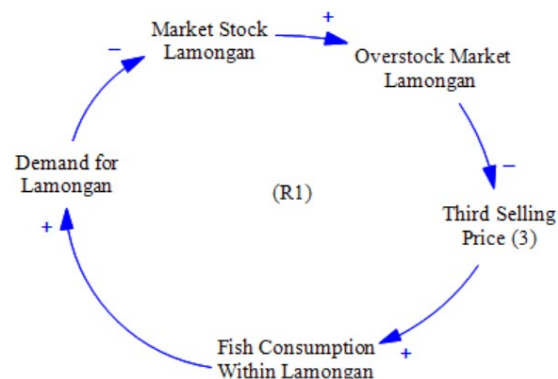 Market Stock
Lamongan
+
Overstock Market
Lamongan
–
Third Selling
Price (3)
+
Fish Consumption
Within Lamongan
+
Demand for
Lamongan
–
(R1)